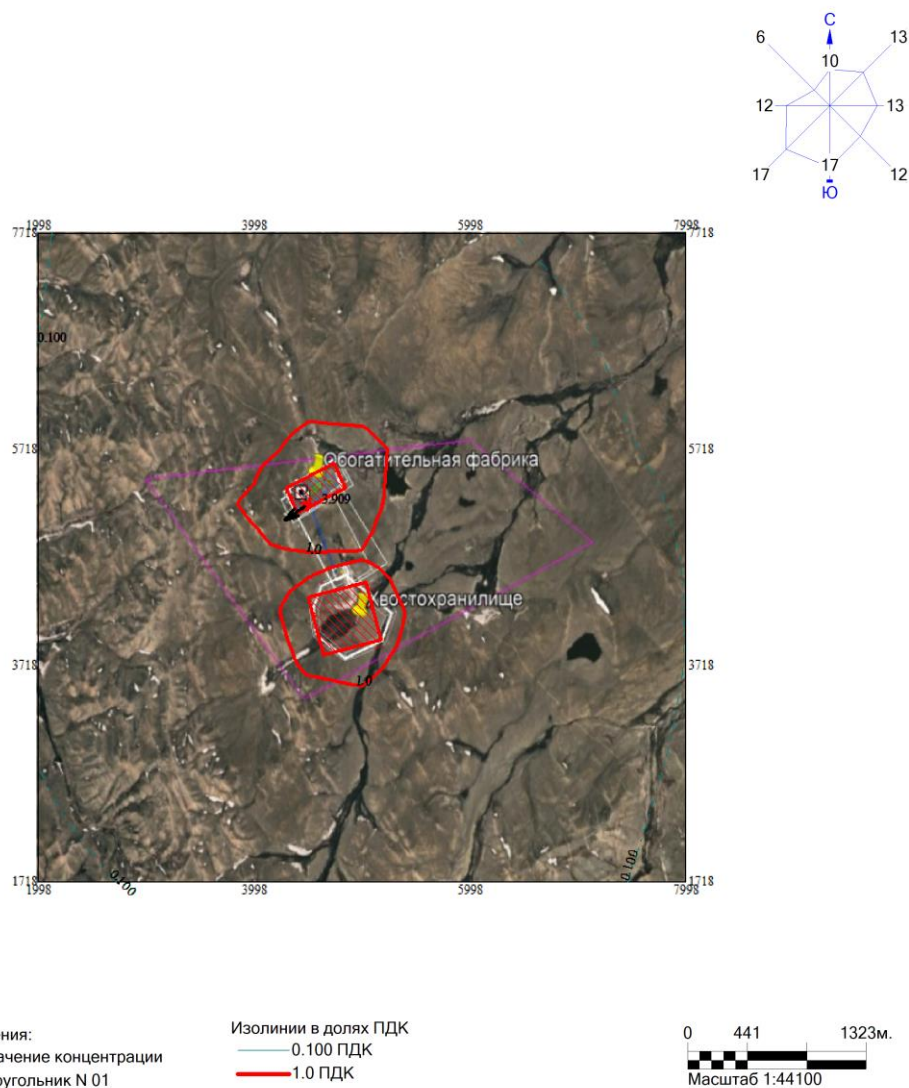 С
6
13
10
12
13
17
17
12
Ю
1998
3998
5998
7998
7718
7718
0.100
5718
5718
Обогатительная фабрика
3.909
1.0
Хвостохранилище
3718
3718
1.0
0.100
0.100
1718
1718
1998
3998
5998
7998
Изолинии в долях ПДК
0.100 ПДК
1.0 ПДК
ния:
ачение концентрации
угольник N 01
0 441 1323м.
Масштаб 1:44100